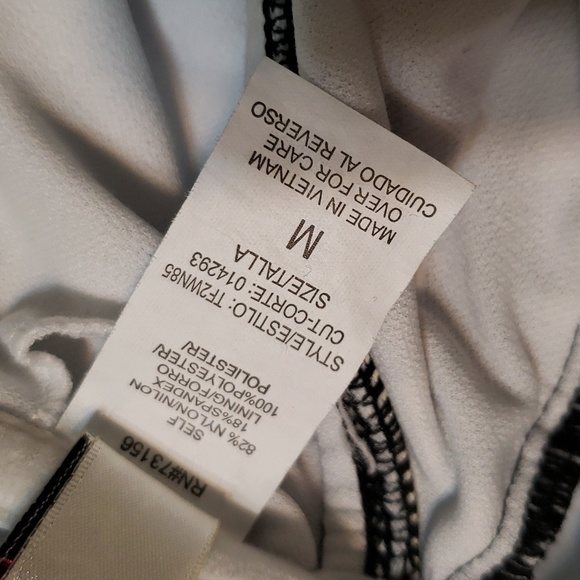 RN#73156
SELF
82% NYLON/NILON
18%SPANDEX
LINING/FORRO
100%POLYESTER/
POLIESTER/
STYLE/ESTILO: TF2WN85
CUT-CORTE: 014293
SIZE/TALLA
M
MADE IN VIETNAM
OVER FOR CARE
CUIDADO AL REVERSO